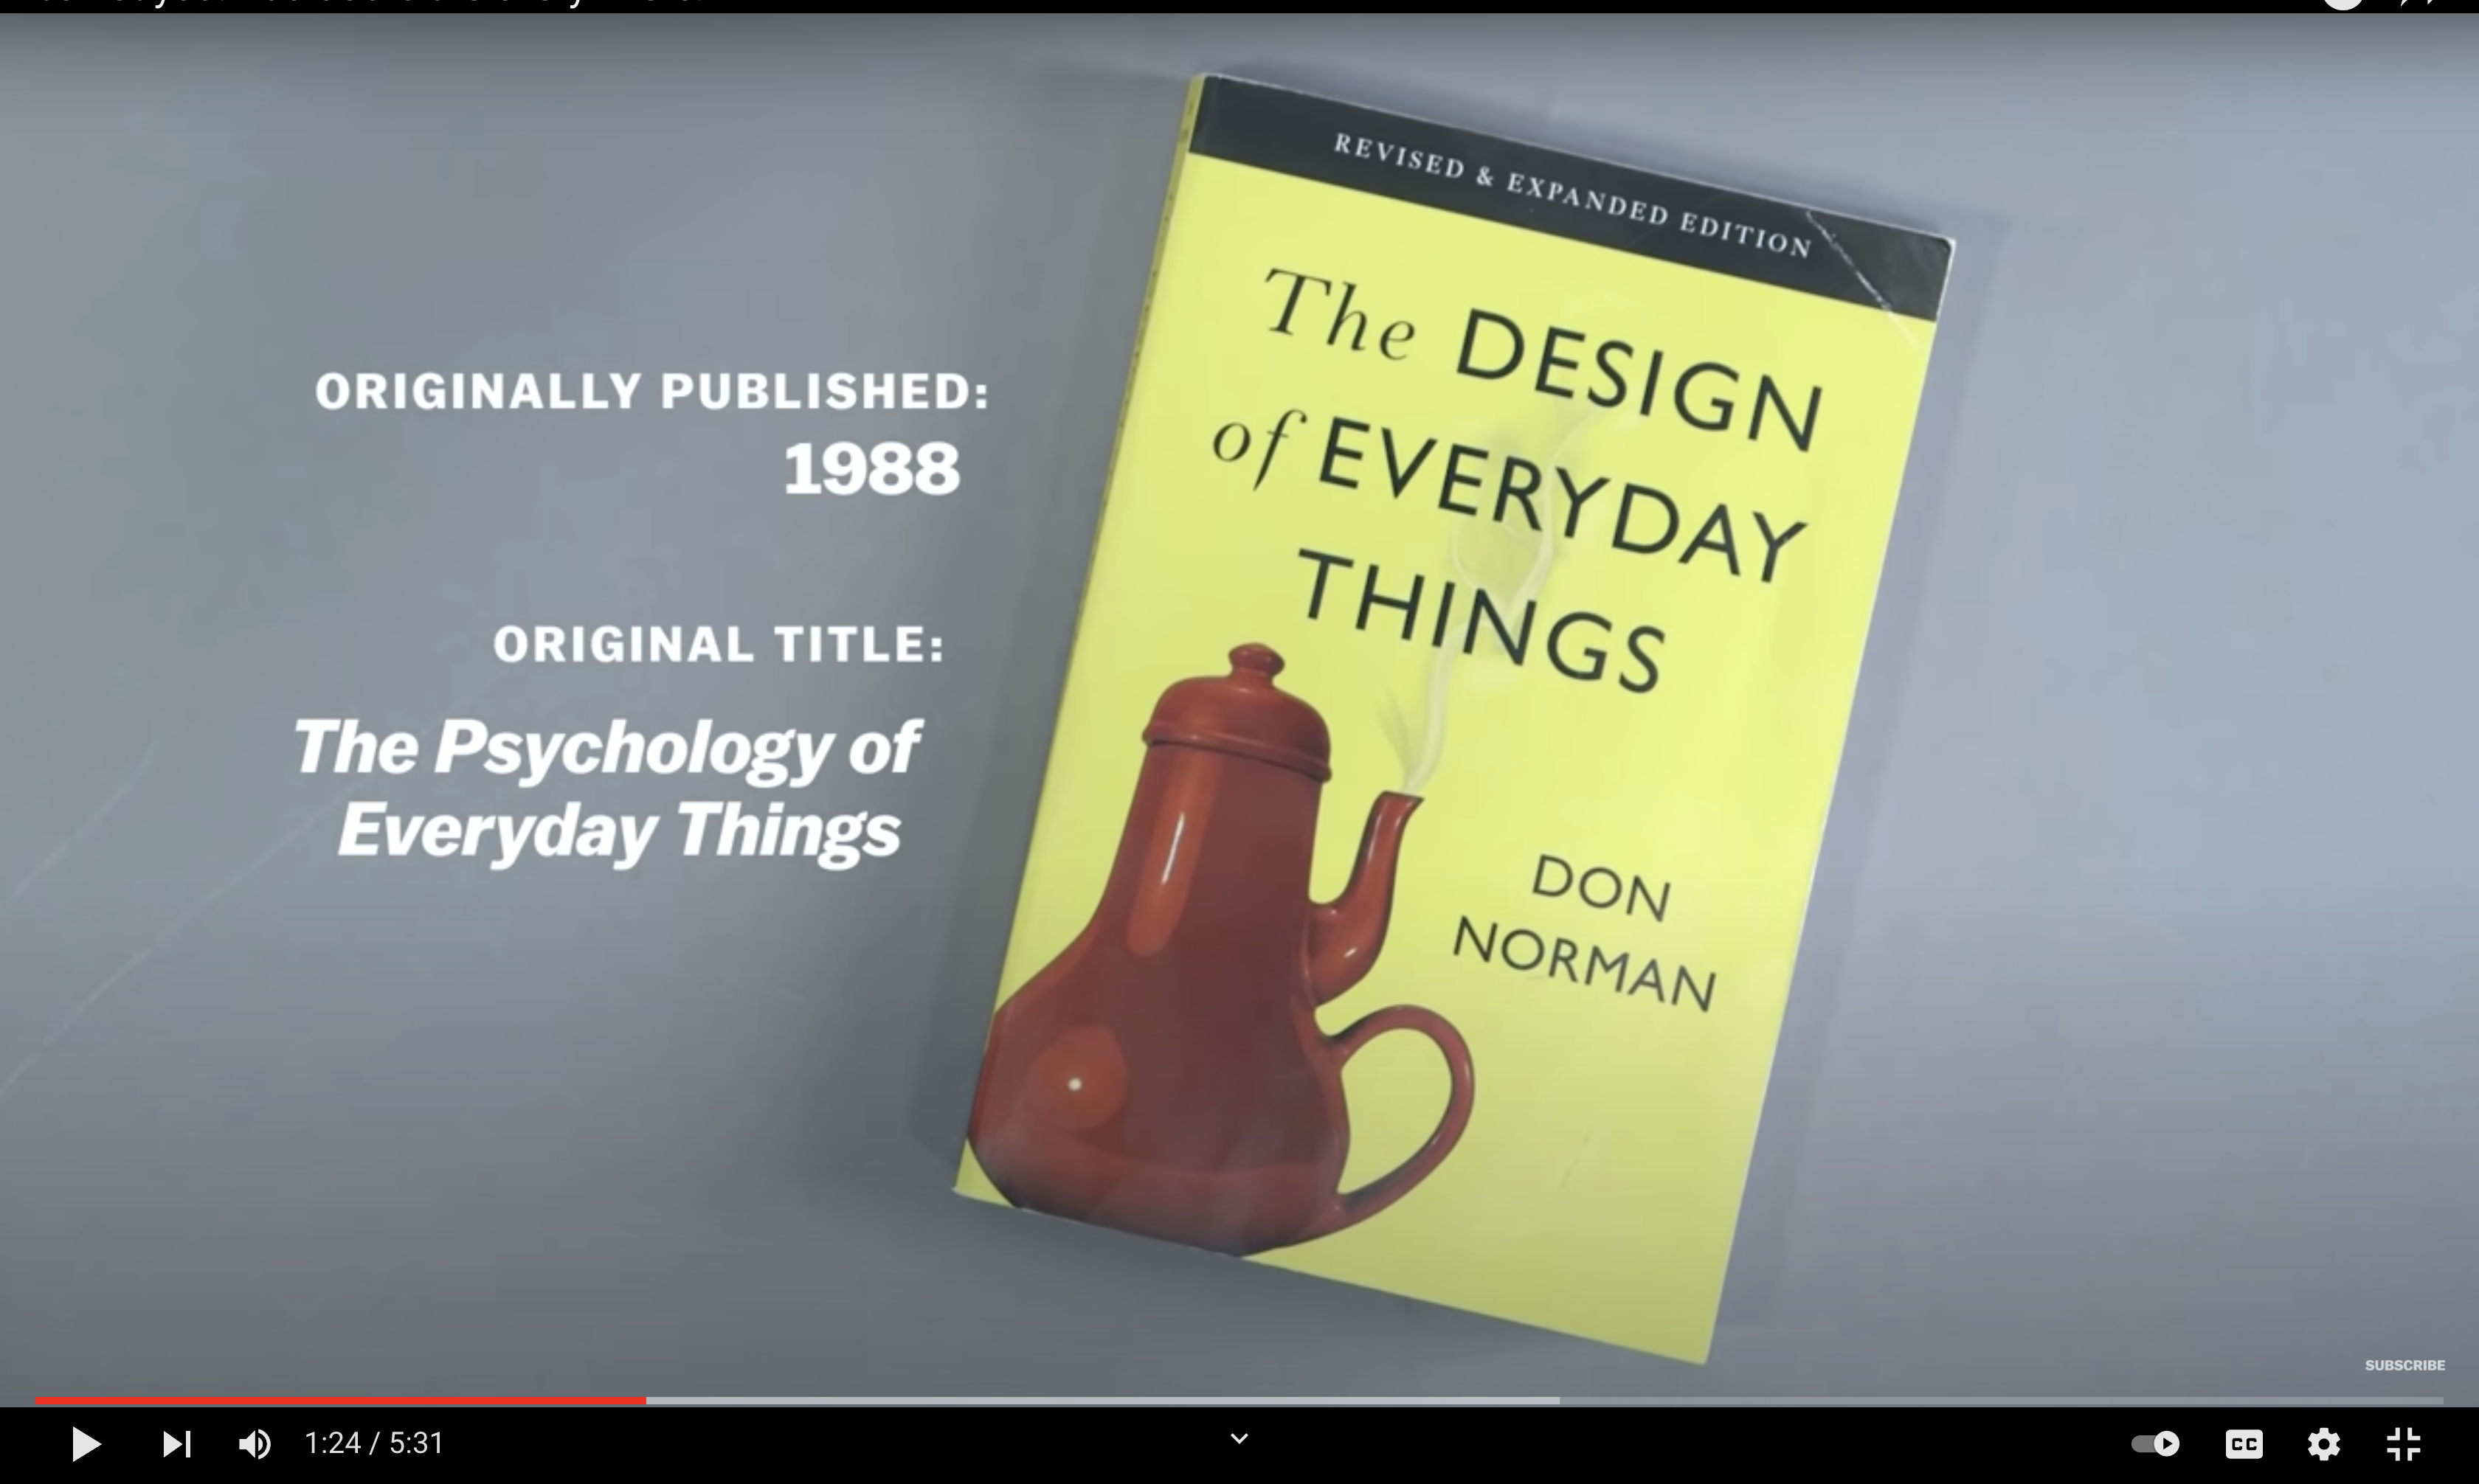 ORIGINALLY PUBLISHED:
1988
ORIGINAL TITLE:
The Psychology of
Everyday Things
REVISED & EXPANDED EDITION
The DESIGN
of EVERYDAY
THINGS
DON
NORMAN
SUBSCRIBE
1:24 / 5:31
CC